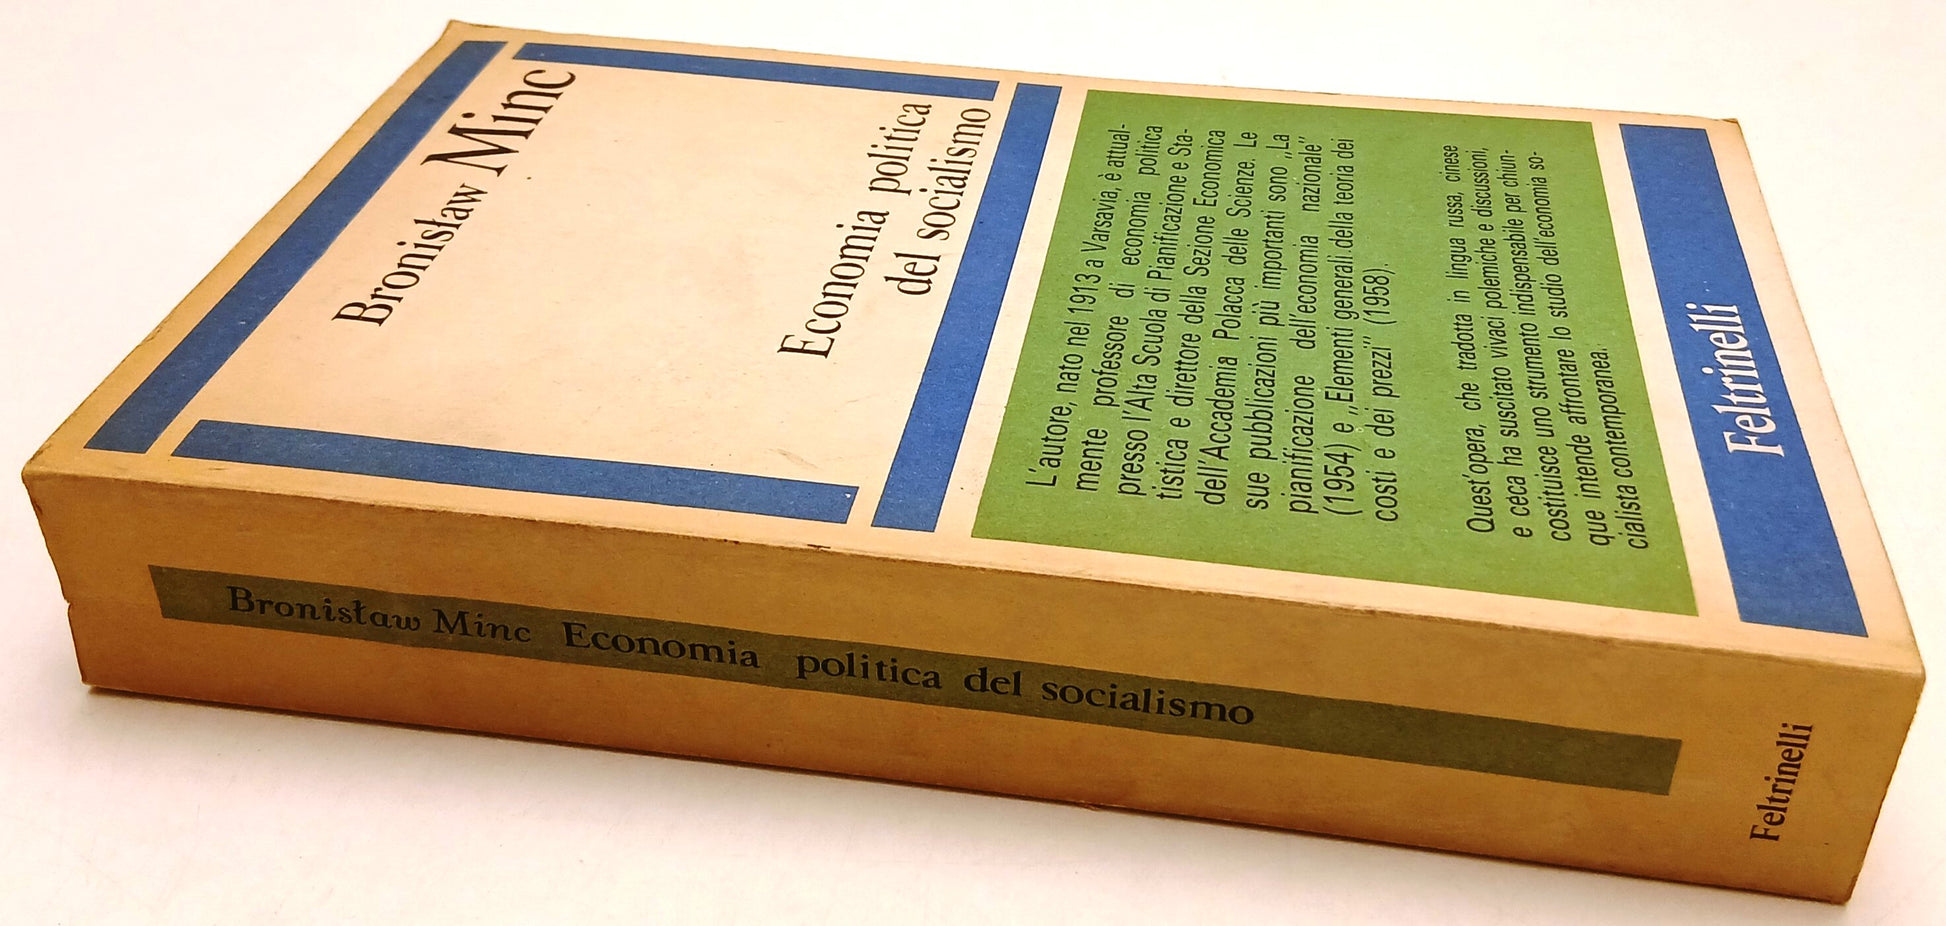 Bronisław Minc
Economia politica
del socialismo
L'autore, nato nel 1913 a Varsavia, è attual-
mente professore di economia politica
presso l'Alta Scuola di Pianificazione e Sta-
tistica e direttore della Sezione Economica
dell'Accademia Polacca delle Scienze. Le
sue pubblicazioni più importanti sono „La
pianificazione dell'economia nazionale”
(1954) e „Elementi generali della teoria dei
costi e dei prezzi”” (1958).
Quest'opera, che tradotta in lingua russa, cinese
e ceca ha suscitato vivaci polemiche e discussioni,
costituisce uno strumento indispensabile per chiun-
que intende affrontare lo studio dell'economia so-
cialista contemporanea.
Feltrinelli
Bronisław Minc Economia politica del socialismo
Feltrinelli